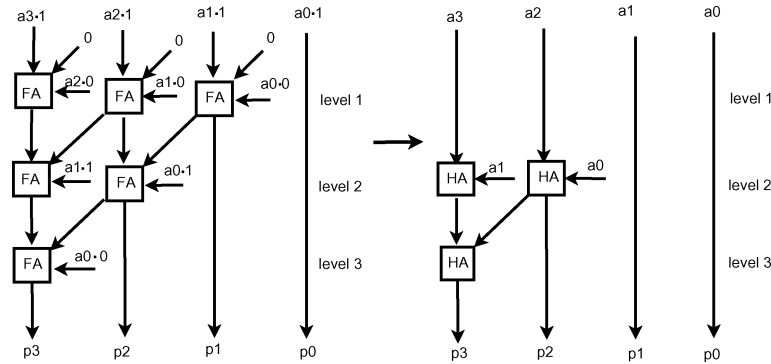 a3·1 a2·1 a1·1 a0·1 a3 a2 a1 a0
0 0 0
FA a2·0 FA a1·0 FA a0·0 level 1 level 1
FA a1·1 FA a0·1 level 2 HA a1 HA a0 level 2
FA a0·0 level 3 HA level 3
p3 p2 p1 p0 p3 p2 p1 p0